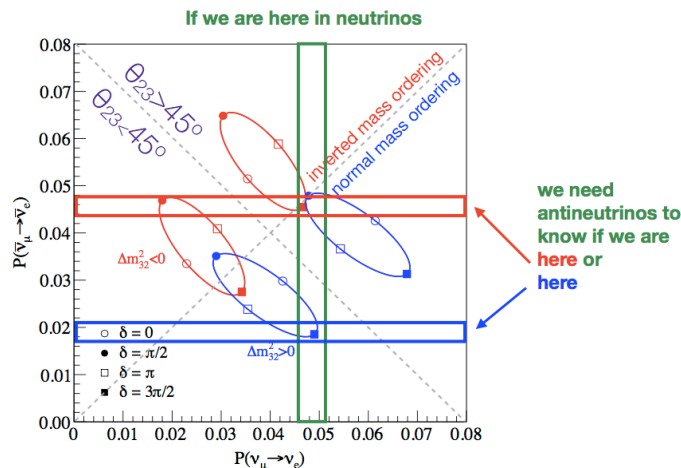 If we are here in neutrinos
0.08
0.07
0.06
0.05
0.04
0.03
0.02
0.01
0.00
P(ν̄μ→ν̄e)
θ23>45º
θ23<45º
inverted mass ordering
normal mass ordering
Δm²32<0
Δm²32>0
δ = 0
δ = π/2
δ = π
δ = 3π/2
0 0.01 0.02 0.03 0.04 0.05 0.06 0.07 0.08
P(νμ→νe)
we need
antineutrinos to
know if we are
here or
here